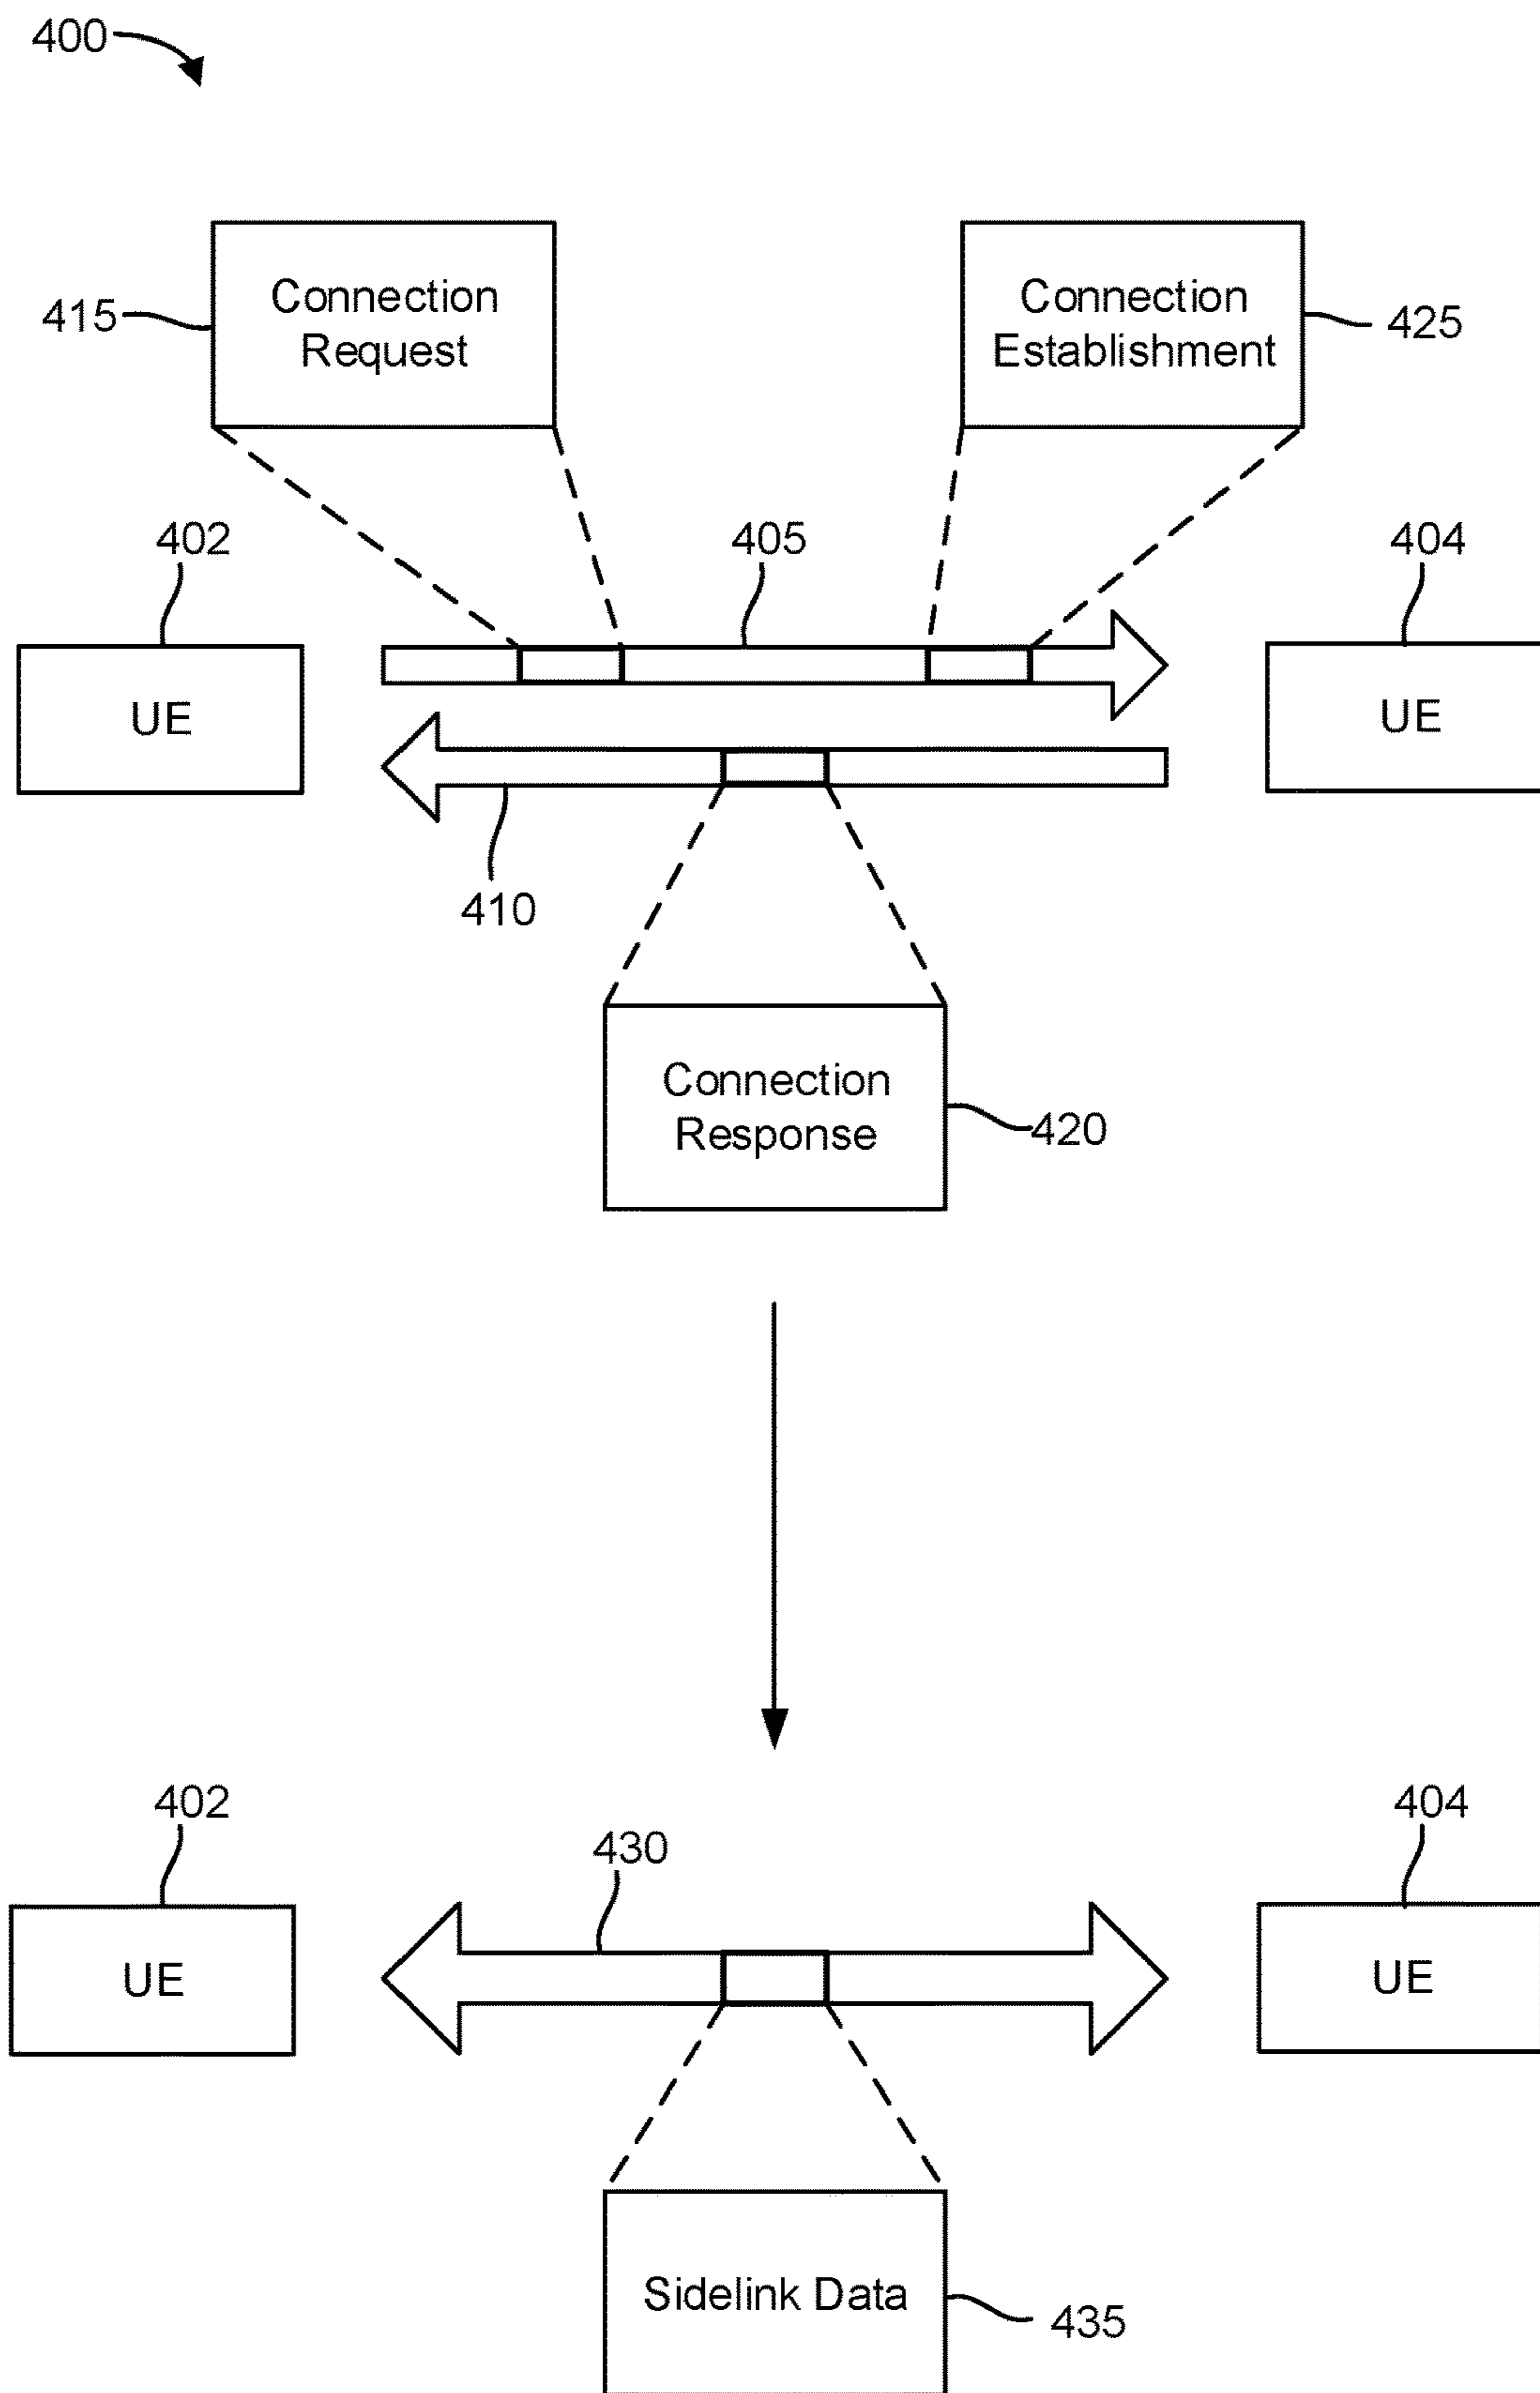 400
Connection
Request
415
Connection
Establishment
425
402
405
404
UE
UE
410
Connection
Response
420
402
404
430
UE
UE
Sidelink Data
435